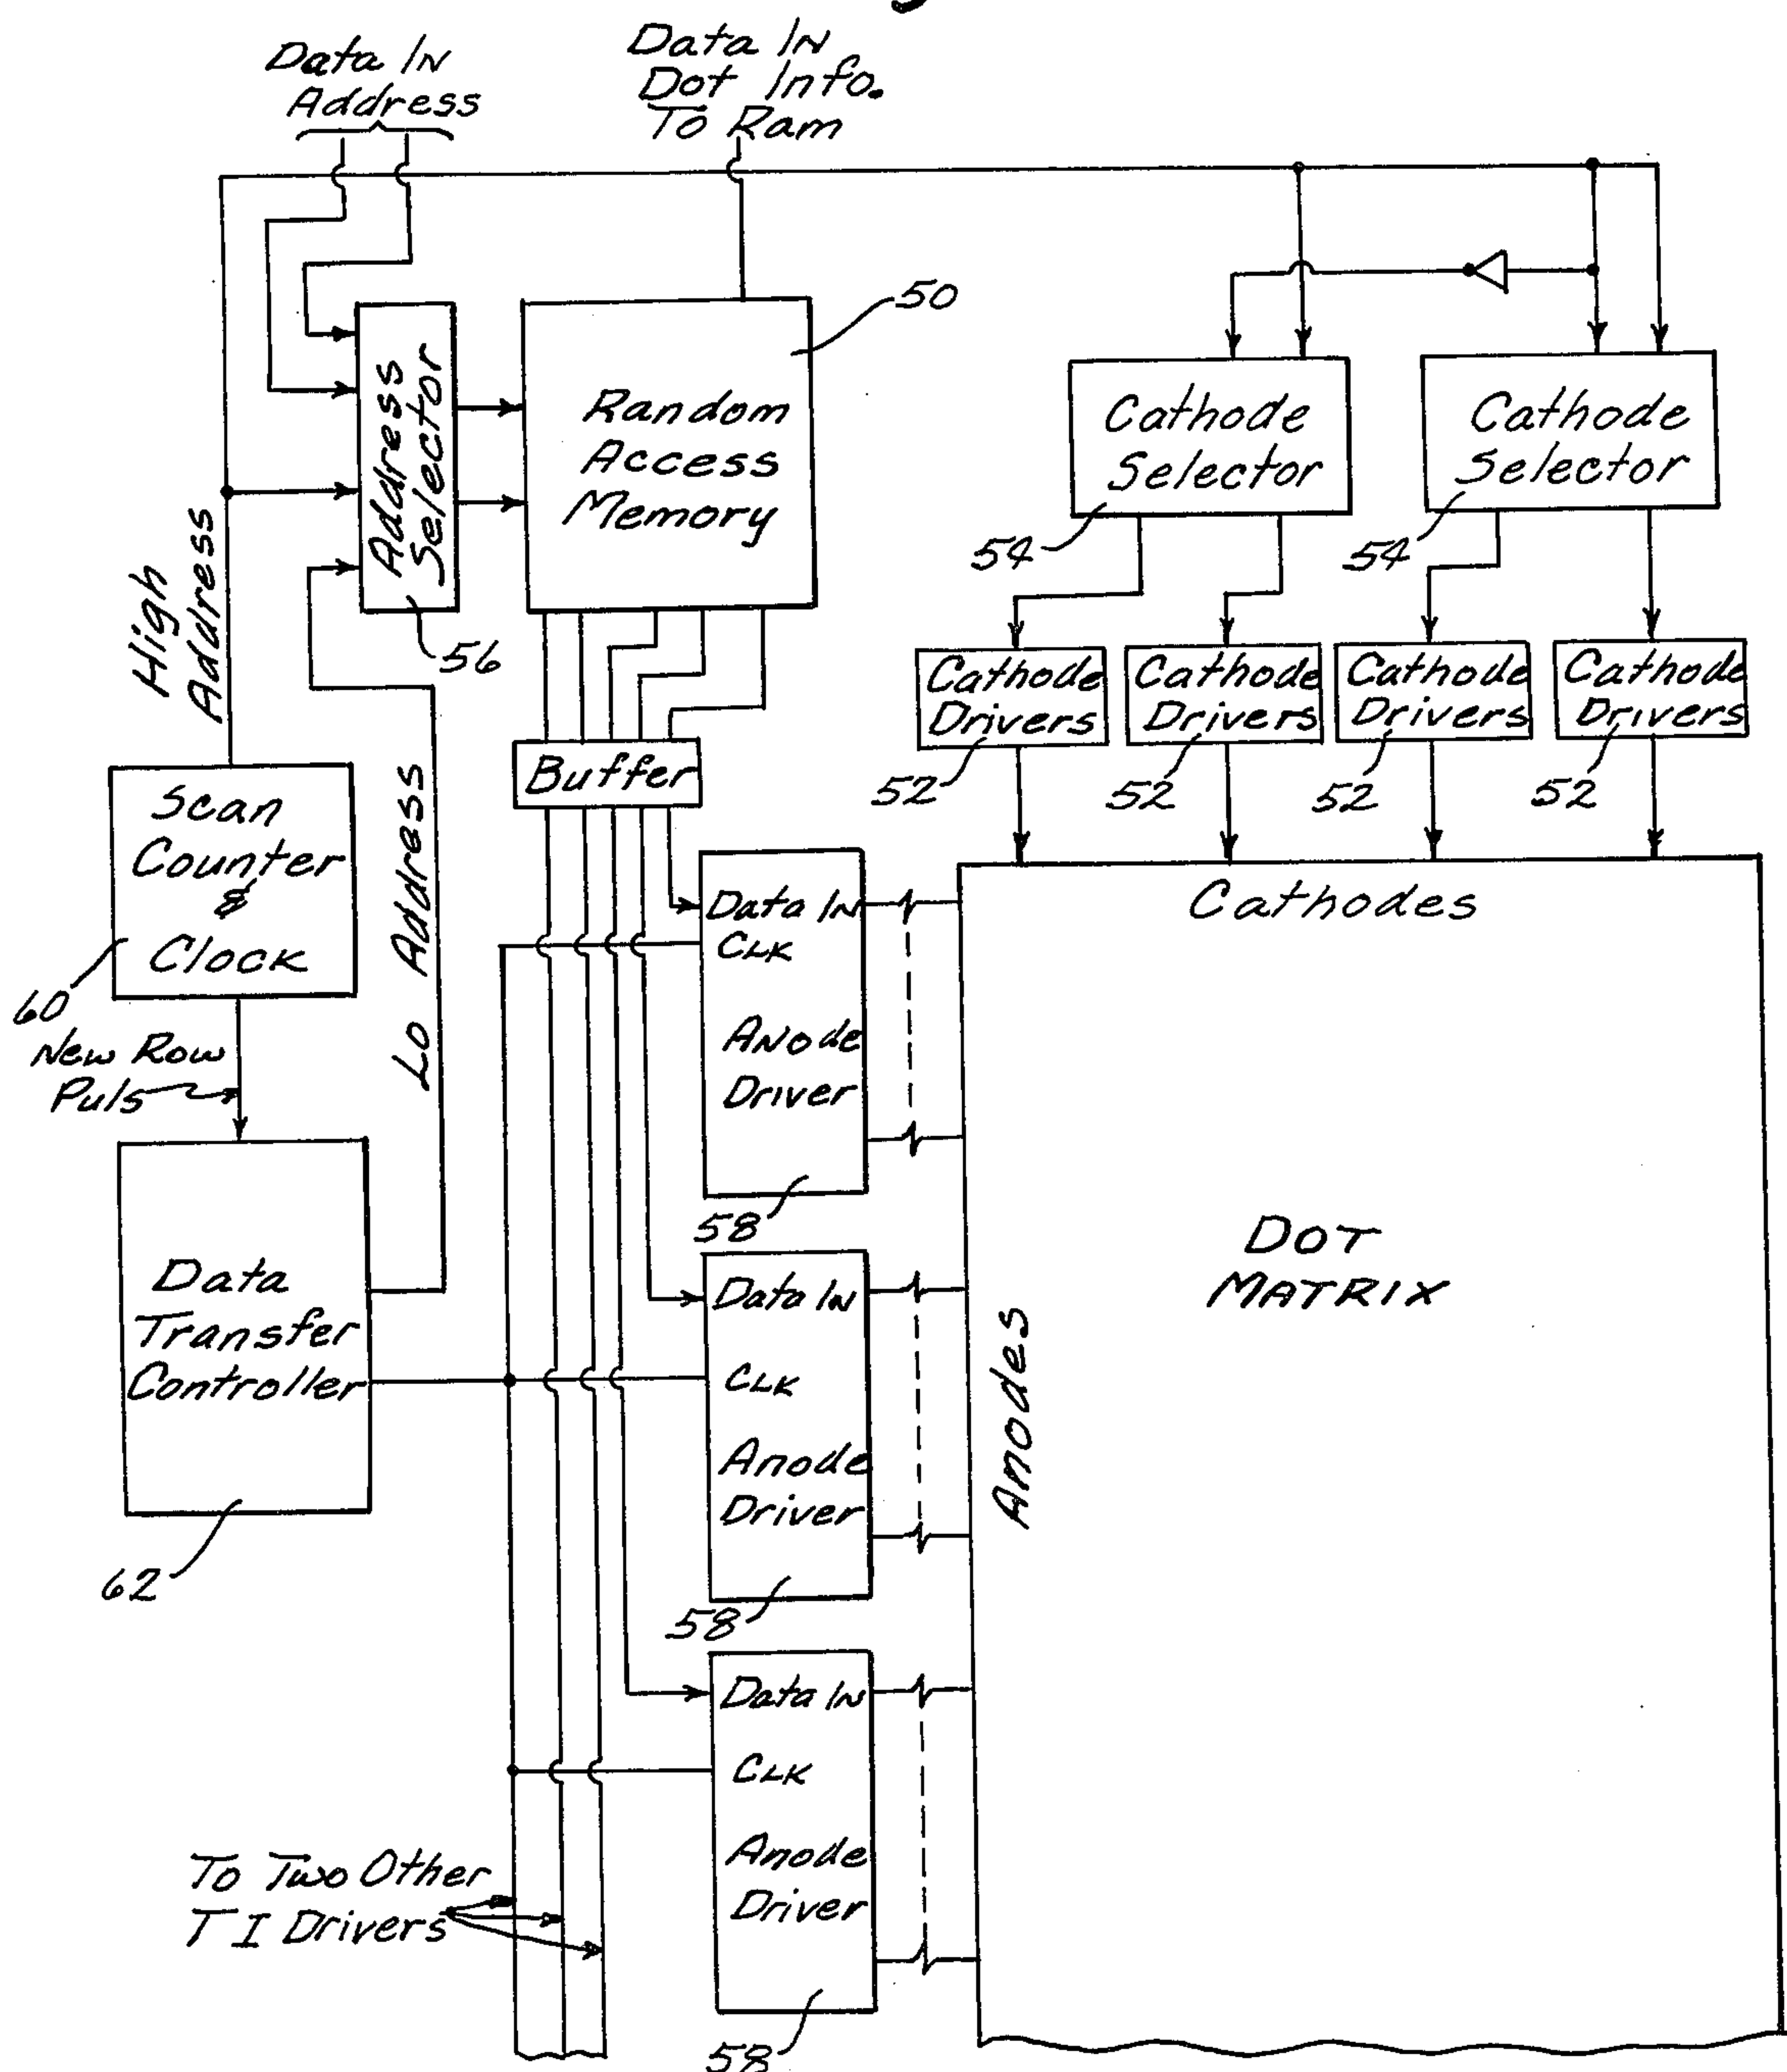 Data In
Address
Data In
Dot Info.
To Ram
50
Address
Selector
Random
Access
Memory
Cathode
Selector
Cathode
Selector
54
54
56
High
Address
Cathode
Drivers
Cathode
Drivers
Cathode
Drivers
Cathode
Drivers
52
52
52
52
Buffer
Scan
Counter
&
Clock
60
Lo Address
New Row
Puls
Data In
CLK
Anode
Driver
58
Cathodes
Data
Transfer
Controller
62
Data In
CLK
Anode
Driver
58
Anodes
DOT
MATRIX
Data In
CLK
Anode
Driver
58
To Two Other
T I Drivers